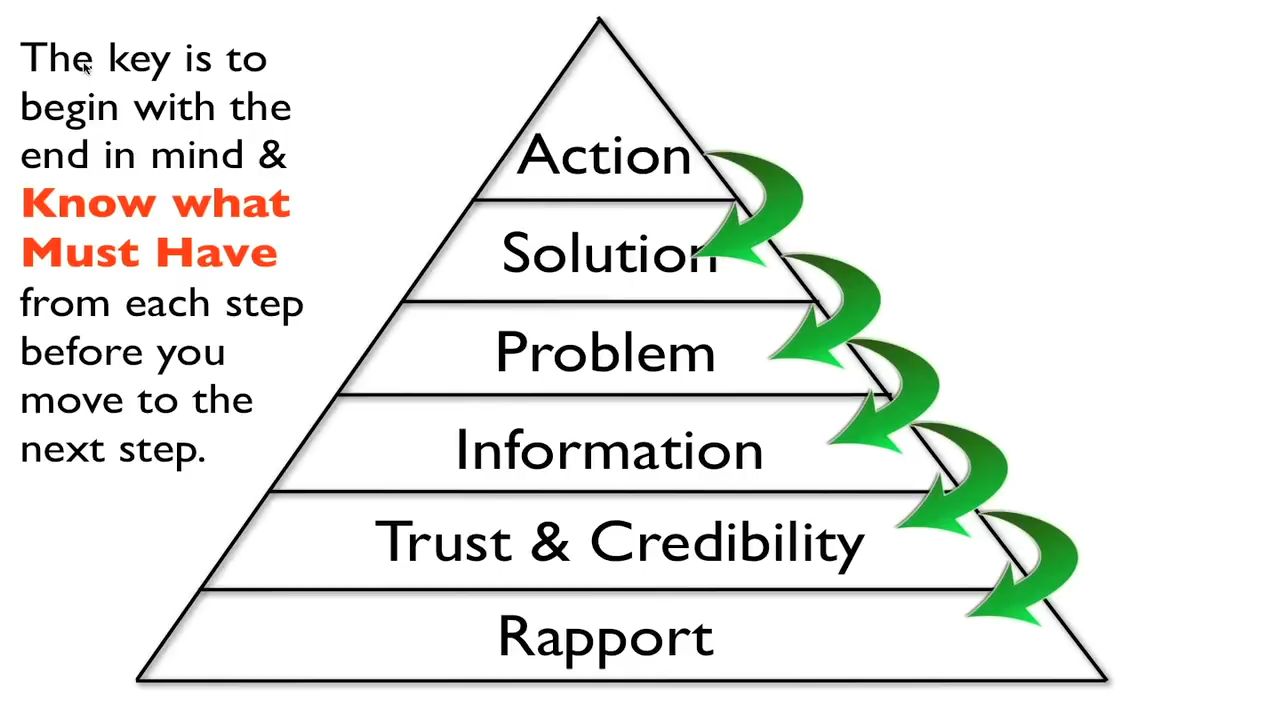 The key is to
begin with the
end in mind &
Know what
Must Have
from each step
before you
move to the
next step.
Action
Solution
Problem
Information
Trust & Credibility
Rapport